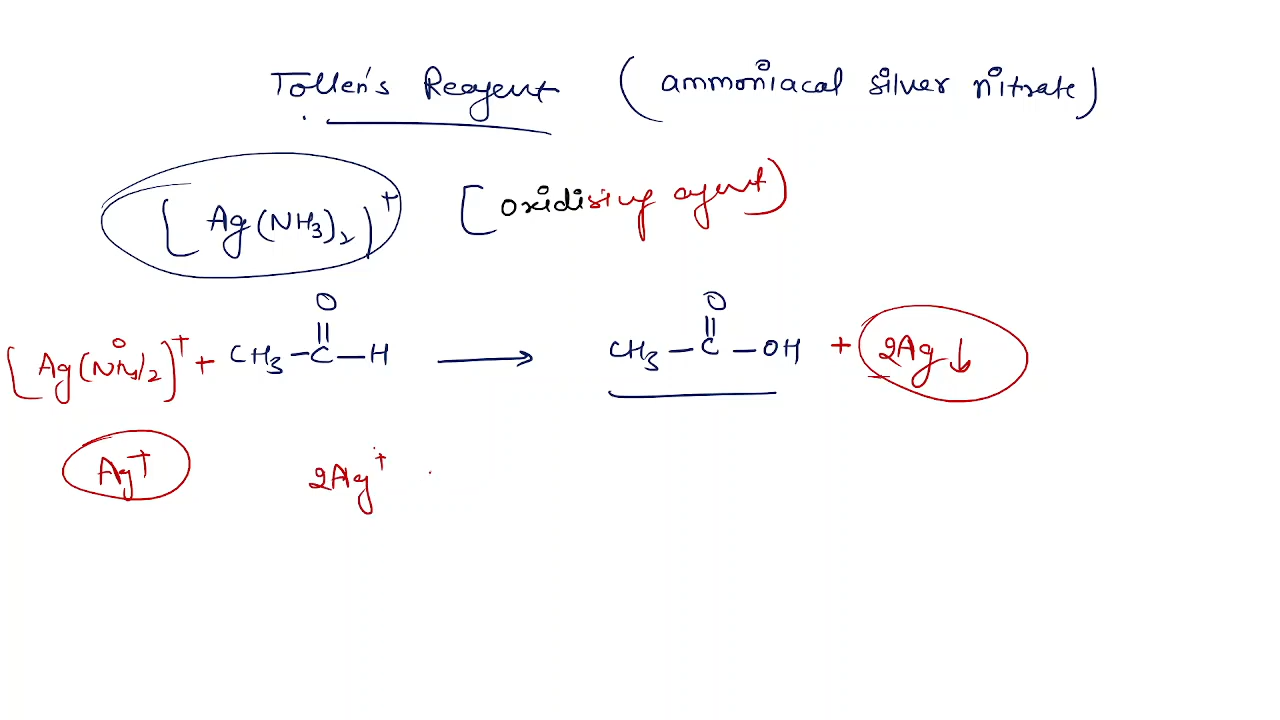 Tollen's Reagent (ammoniacal silver nitrate)
[Ag(NH3)2]+ [oxidising agent)
O O
[Ag(NH3)2]+ + CH3-C-H → CH3-C-OH + 2Ag↓
Ag+ 2Ag+